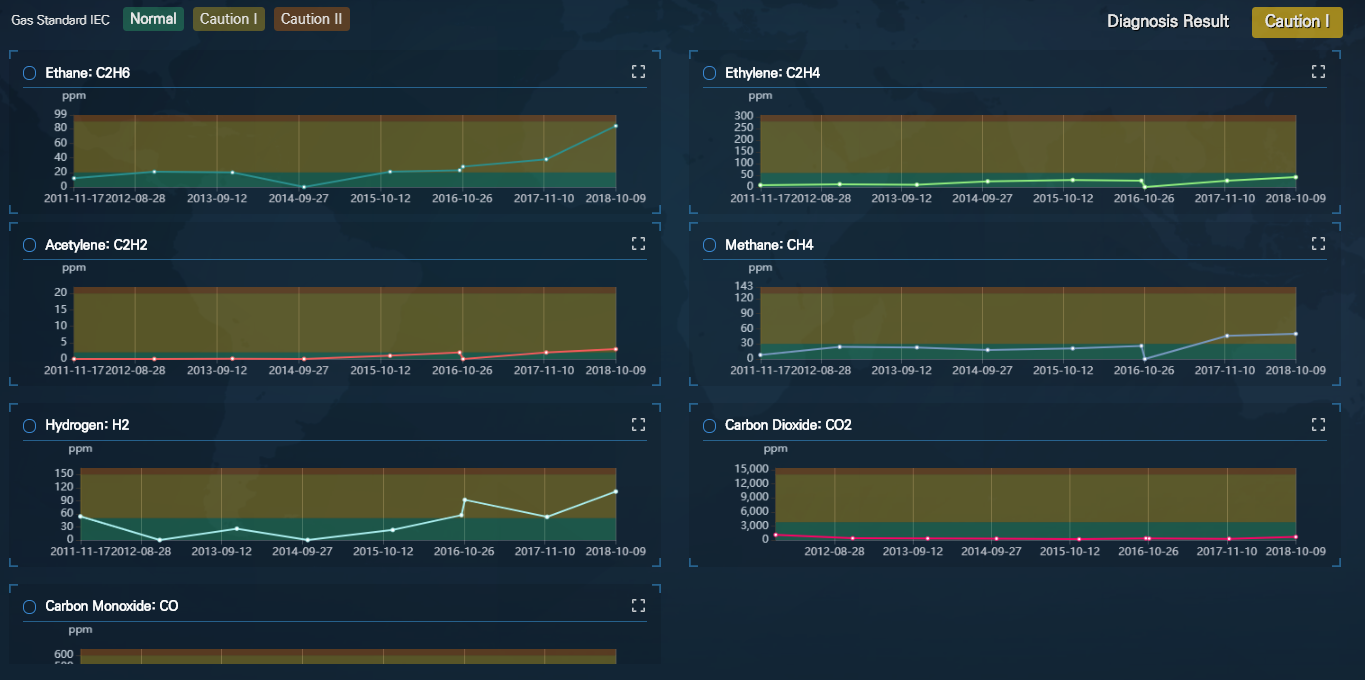 Gas Standard IEC Normal Caution I Caution II
Diagnosis Result Caution I
Ethane: C2H6
ppm
99
80
60
40
20
0
2011-11-17 2012-08-28 2013-09-12 2014-09-27 2015-10-12 2016-10-26 2017-11-10 2018-10-09
Ethylene: C2H4
ppm
300
250
200
150
100
50
0
2011-11-17 2012-08-28 2013-09-12 2014-09-27 2015-10-12 2016-10-26 2017-11-10 2018-10-09
Acetylene: C2H2
ppm
20
15
10
5
0
2011-11-17 2012-08-28 2013-09-12 2014-09-27 2015-10-12 2016-10-26 2017-11-10 2018-10-09
Methane: CH4
ppm
143
120
90
60
30
0
2011-11-17 2012-08-28 2013-09-12 2014-09-27 2015-10-12 2016-10-26 2017-11-10 2018-10-09
Hydrogen: H2
ppm
150
120
90
60
30
0
2011-11-17 2012-08-28 2013-09-12 2014-09-27 2015-10-12 2016-10-26 2017-11-10 2018-10-09
Carbon Dioxide: CO2
ppm
15,000
12,000
9,000
6,000
3,000
0
2012-08-28 2013-09-12 2014-09-27 2015-10-12 2016-10-26 2017-11-10 2018-10-09
Carbon Monoxide: CO
ppm
600